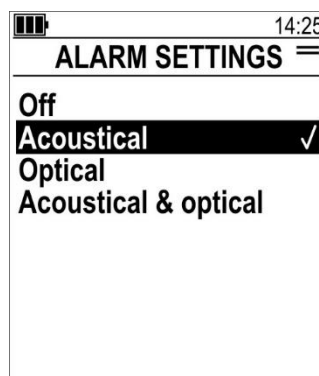 14:25
ALARM SETTINGS
Off
Acoustical ✓
Optical
Acoustical & optical